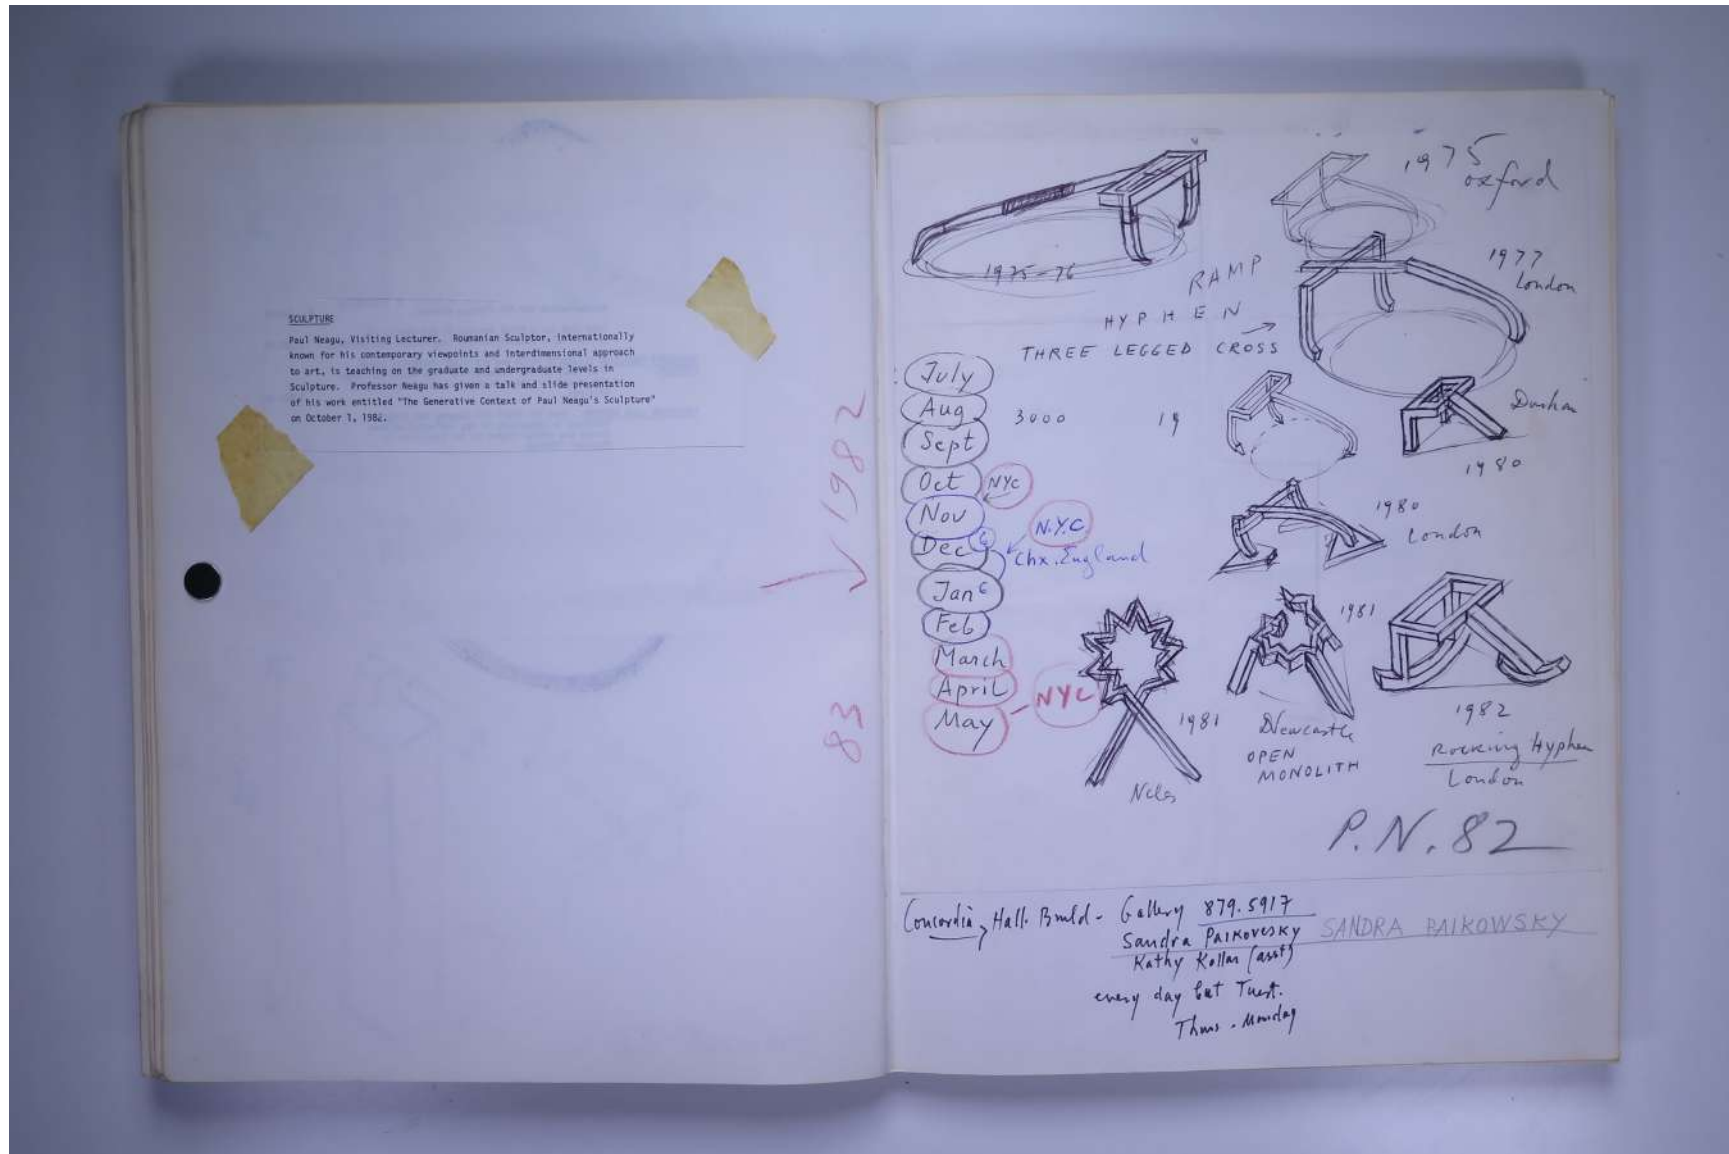 SCULPTURE
Paul Neagu, Visiting Lecturer. Roumanian Sculptor, internationally
known for his contemporary viewpoints and interdimensional approach
to art, is teaching on the graduate and undergraduate levels in
Sculpture. Professor Neagu has given a talk and slide presentation
of his work entitled "The Generative Context of Paul Neagu's Sculpture"
on October 1, 1982.
1982
83
1975 oxford
1975-76
RAMP
HYPHEN
THREE LEGGED CROSS
1977
London
July
Aug
3000
19
Sept
Oct
NYC
Nov
Dec 6
N.Y.C
Chx. England
Jan 6
Feb
March
April
May
NYC
1980
1980
London
1981
1981
Newcastle
OPEN
MONOLITH
1982
Rocking Hyphen
London
P.N. 82
Concordia, Hall. Build - Gallery 879.5917
Sandra PAIKOVESKY SANDRA PAIKOWSKY
Kathy Kollar (asst)
every day but Tuest.
Thurs - Monday